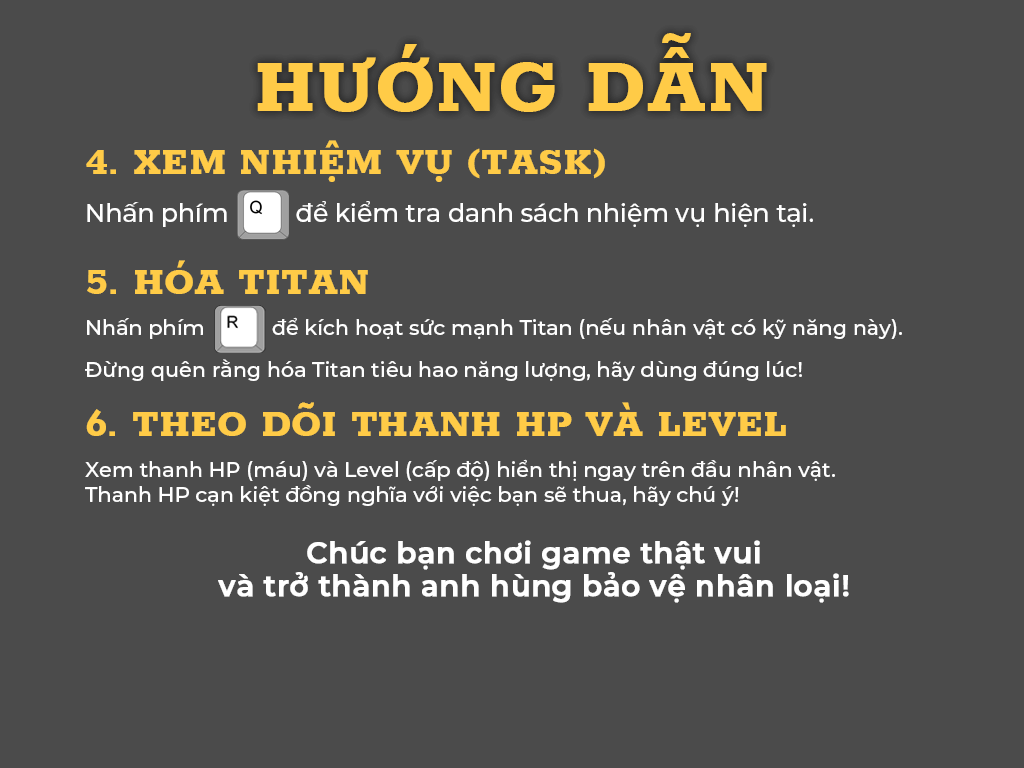 HƯỚNG DẪN
4. XEM NHIỆM VỤ (TASK)
Nhấn phím Q để kiểm tra danh sách nhiệm vụ hiện tại.
5. HÓA TITAN
Nhấn phím R để kích hoạt sức mạnh Titan (nếu nhân vật có kỹ năng này).
Đừng quên rằng hóa Titan tiêu hao năng lượng, hãy dùng đúng lúc!
6. THEO DÕI THANH HP VÀ LEVEL
Xem thanh HP (máu) và Level (cấp độ) hiển thị ngay trên đầu nhân vật.
Thanh HP cạn kiệt đồng nghĩa với việc bạn sẽ thua, hãy chú ý!
Chúc bạn chơi game thật vui
và trở thành anh hùng bảo vệ nhân loại!